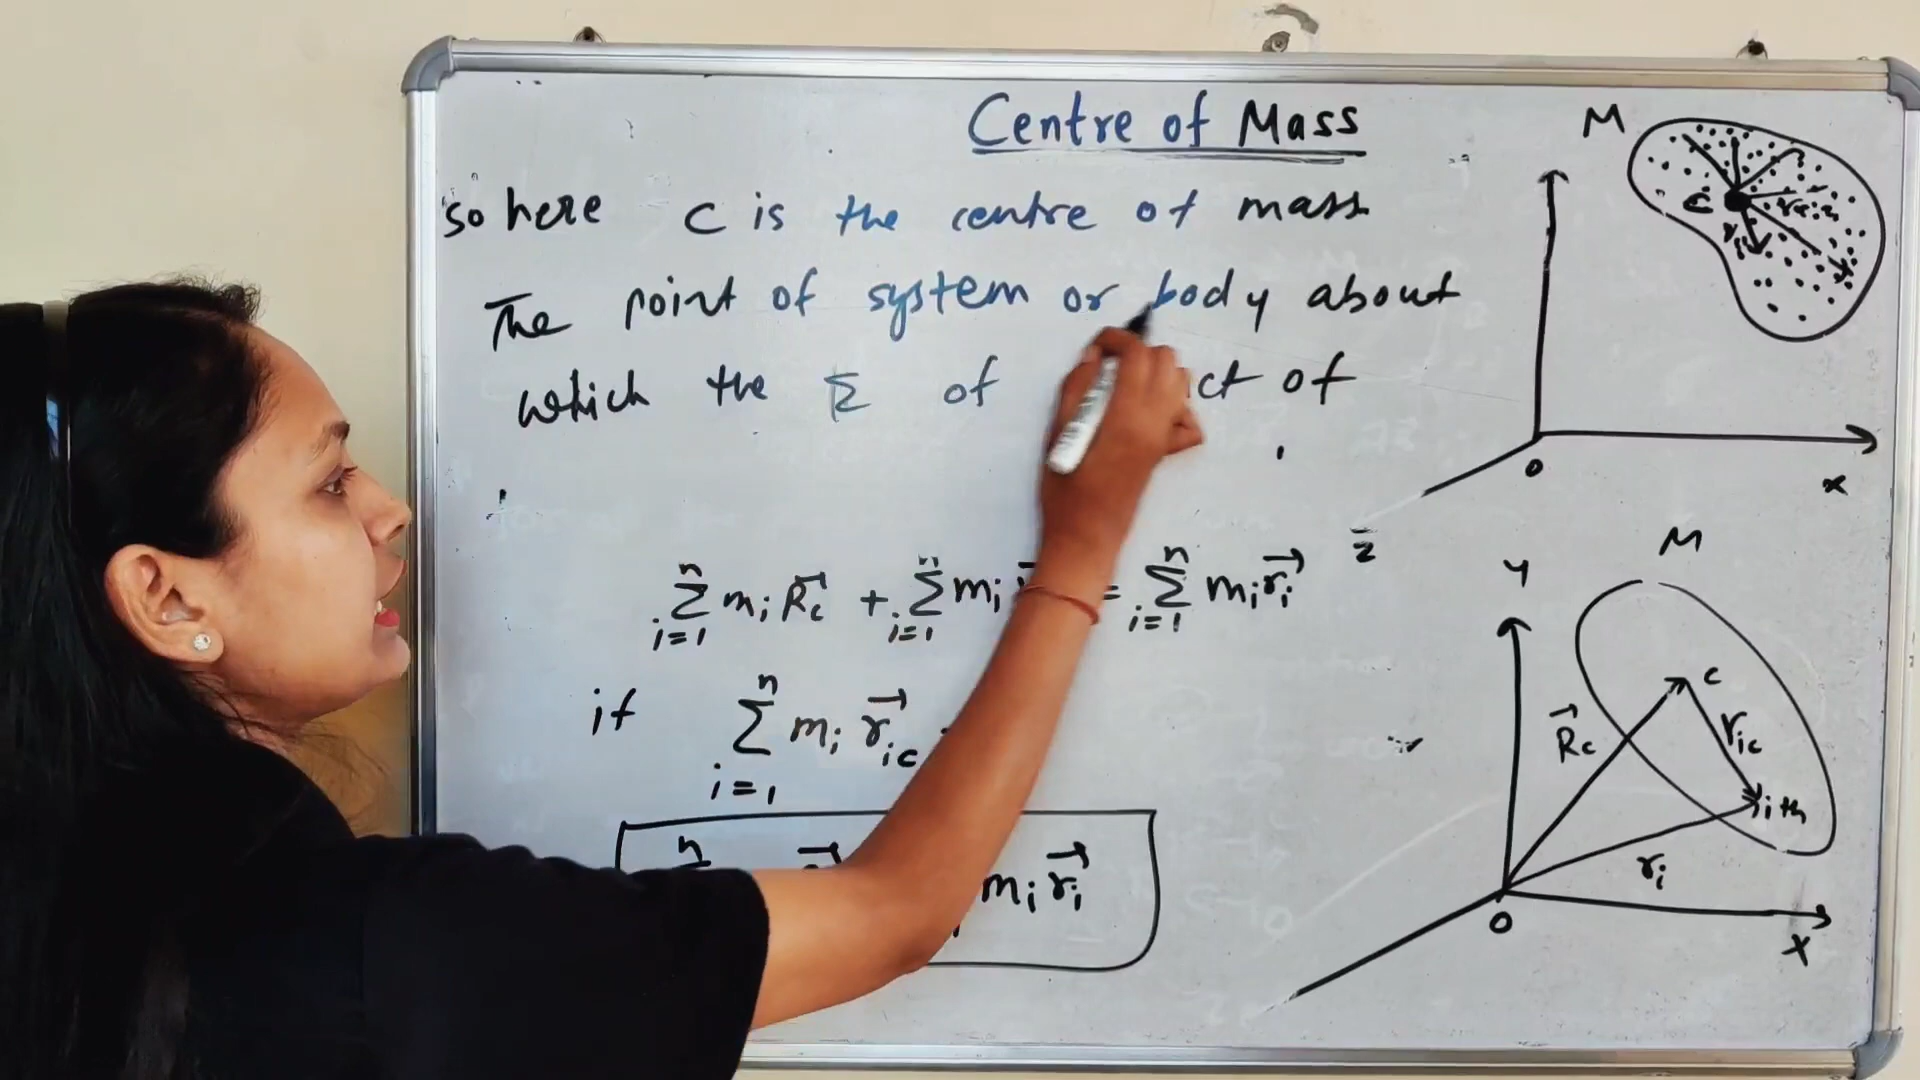 Centre of Mass
so here C is the centre of mass
The point of system or body about
which the Σ of ct of
n ∑ i=1 mi R⃗c + n ∑ i=1 mi = n ∑ i=1 mi r⃗i
if n ∑ i=1 mi r⃗ic
n mi r⃗i
M
C
O
x
z
M
y
C
R⃗c
ric
ith
ri
O
X